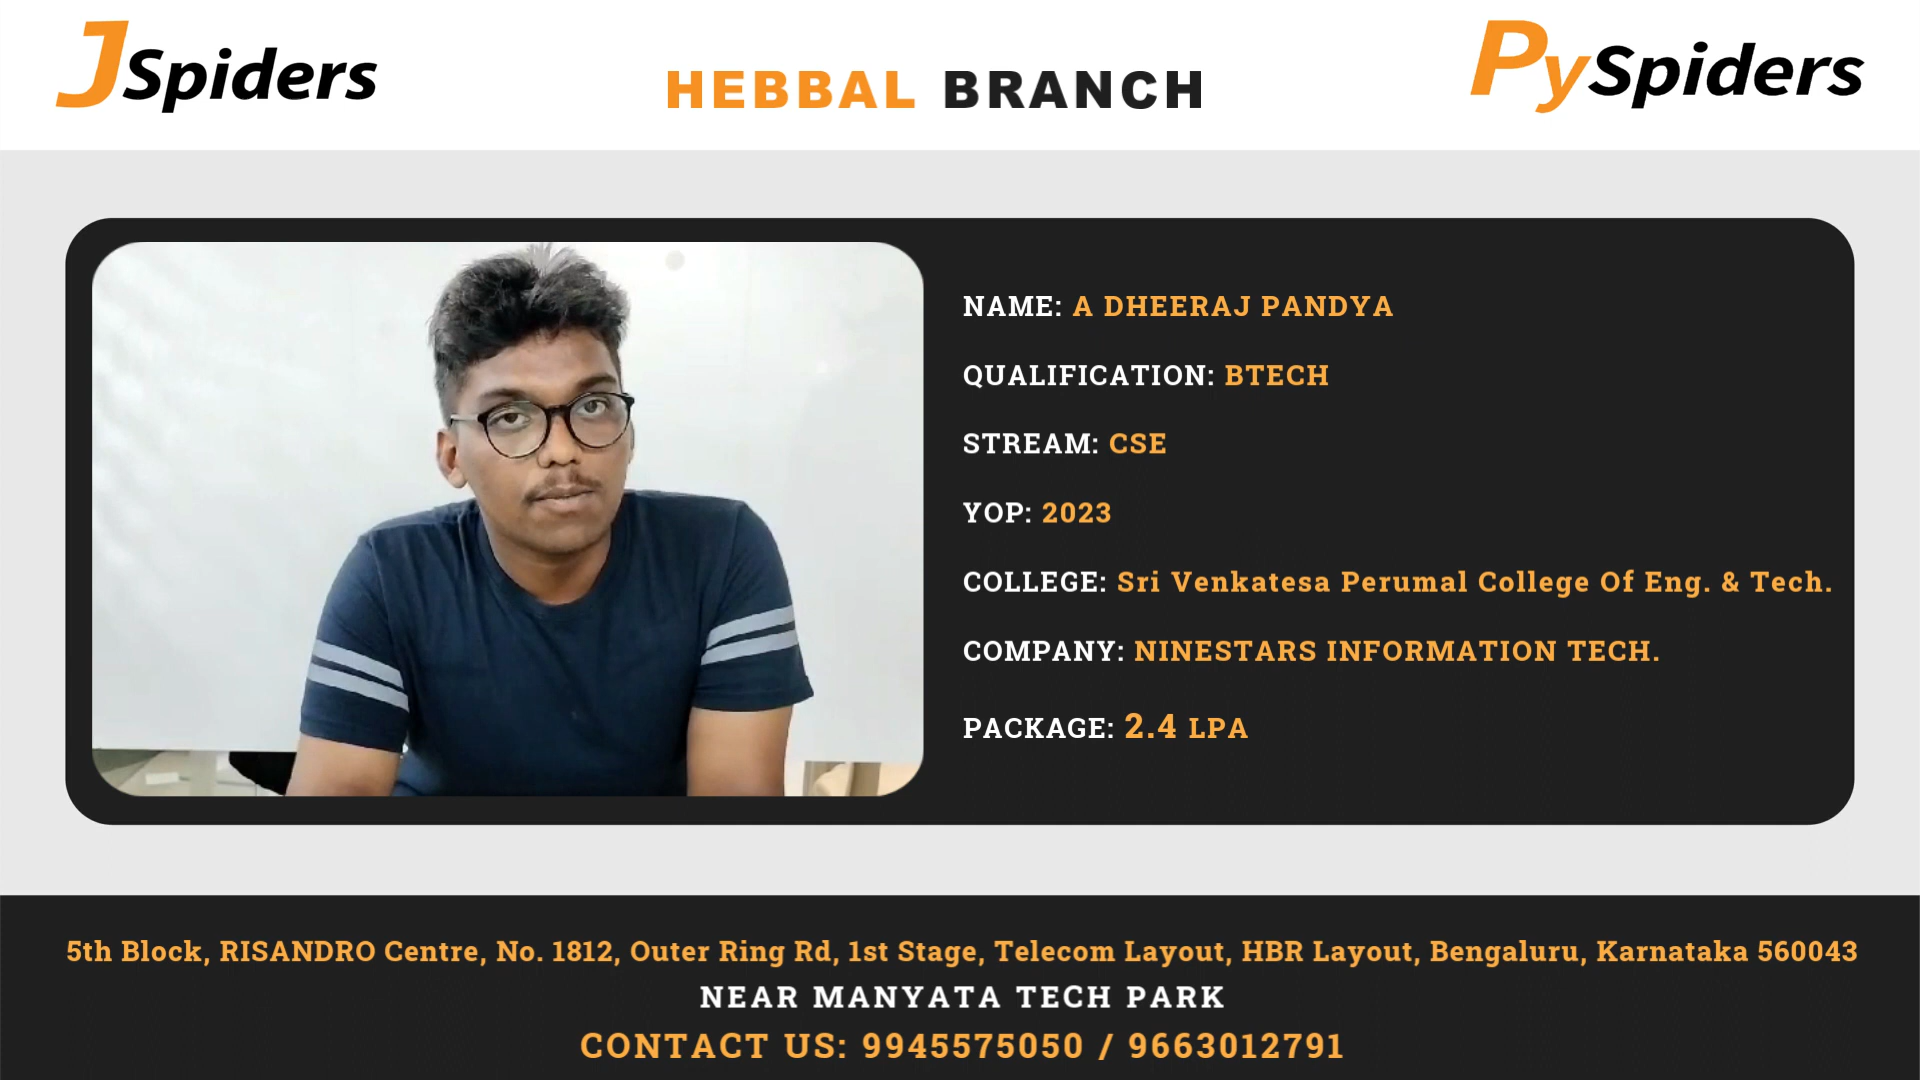 JSpiders
HEBBAL BRANCH
PySpiders
NAME: A DHEERAJ PANDYA
QUALIFICATION: BTECH
STREAM: CSE
YOP: 2023
COLLEGE: Sri Venkatesa Perumal College Of Eng. & Tech.
COMPANY: NINESTARS INFORMATION TECH.
PACKAGE: 2.4 LPA
5th Block, RISANDRO Centre, No. 1812, Outer Ring Rd, 1st Stage, Telecom Layout, HBR Layout, Bengaluru, Karnataka 560043
NEAR MANYATA TECH PARK
CONTACT US: 9945575050 / 9663012791